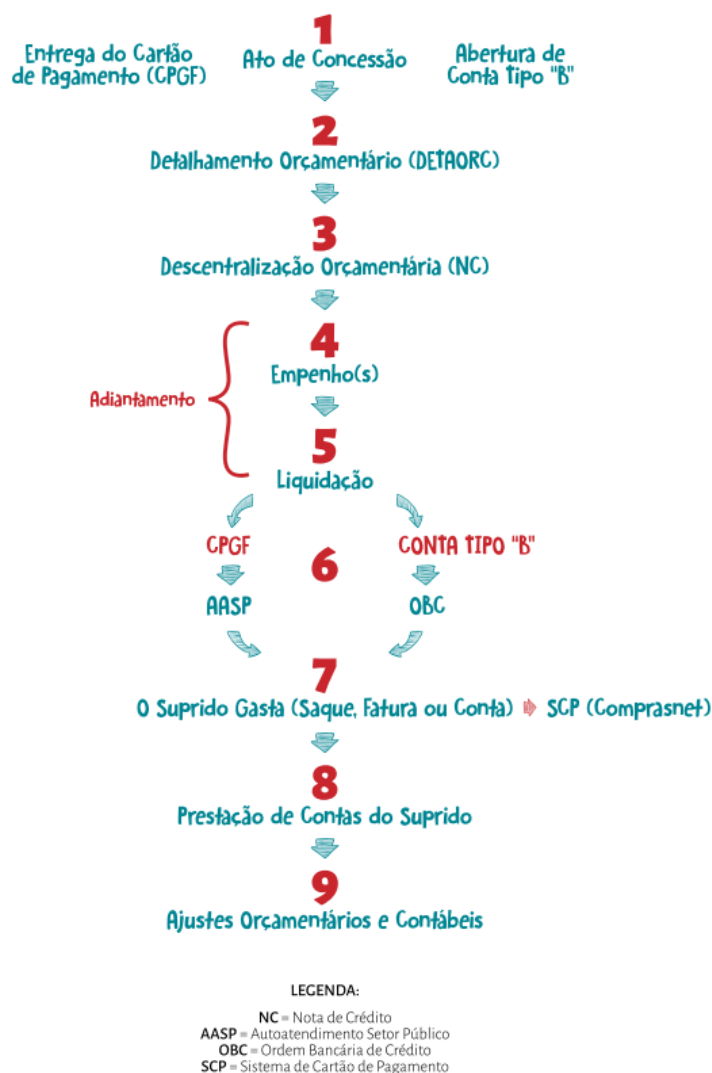 1
Entrega do Cartão
de Pagamento (CPGF)
Ato de Concessão
Abertura de
Conta Tipo "B"
2
Detalhamento Orçamentário (DETAORC)
3
Descentralização Orçamentária (NC)
4
Empenho(s)
Adiantamento
5
Liquidação
CPGF
CONTA TIPO "B"
6
AASP
OBC
7
O Suprido Gasta (Saque, Fatura ou Conta) SCP (Comprasnet)
8
Prestação de Contas do Suprido
9
Ajustes Orçamentários e Contábeis
LEGENDA:
NC = Nota de Crédito
AASP = Autoatendimento Setor Público
OBC = Ordem Bancária de Crédito
SCP = Sistema de Cartão de Pagamento